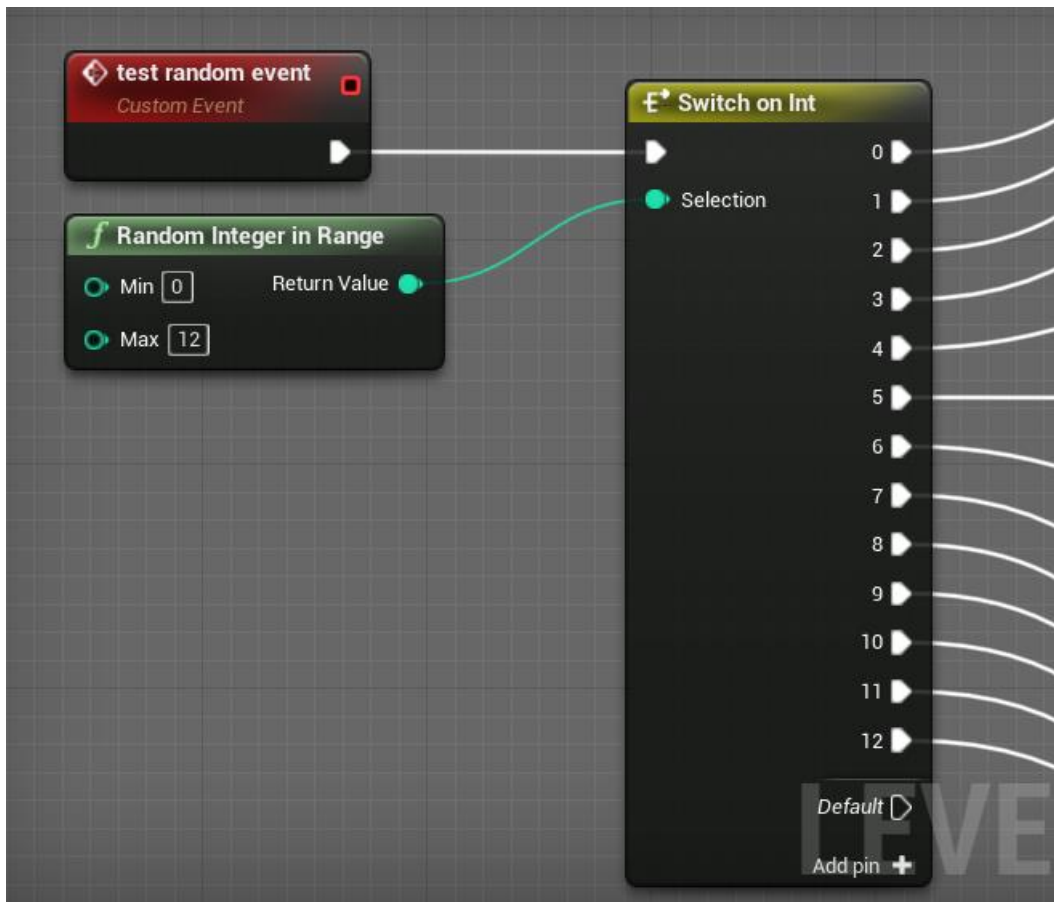 test random event
Custom Event
Random Integer in Range
Min 0
Return Value
Max 12
Switch on Int
Selection
0
1
2
3
4
5
6
7
8
9
10
11
12
Default
Add pin
LEVE